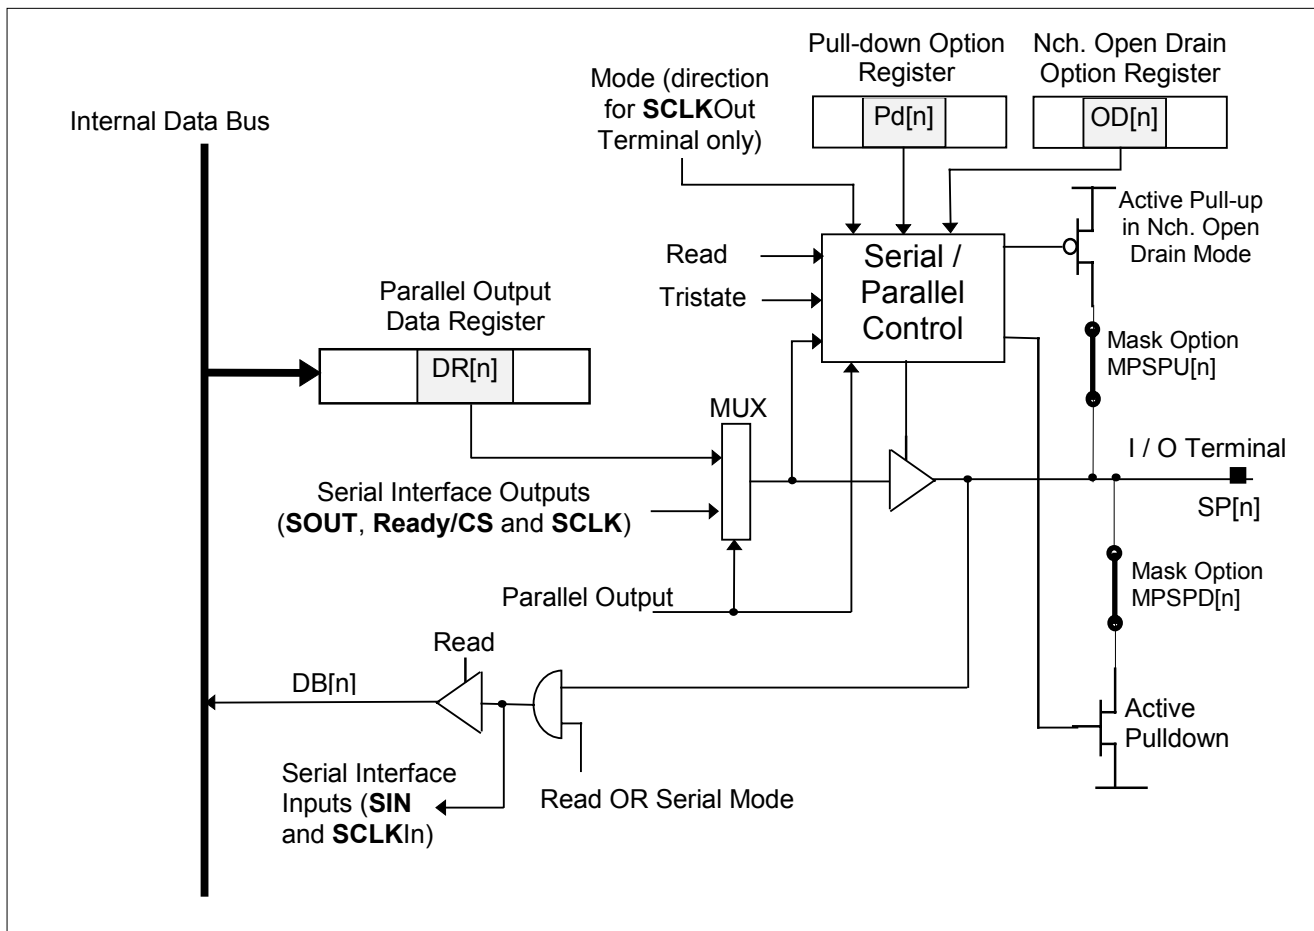 Pull-down Option
Register
Nch. Open Drain
Option Register
Mode (direction
for SCLKOut
Terminal only)
Pd[n]
OD[n]
Internal Data Bus
Active Pull-up
in Nch. Open
Drain Mode
Read
Tristate
Serial /
Parallel
Control
Parallel Output
Data Register
DR[n]
Mask Option
MPSPU[n]
MUX
I / O Terminal
SP[n]
Serial Interface Outputs
(SOUT, Ready/CS and SCLK)
Mask Option
MPSPD[n]
Parallel Output
Read
DB[n]
Active
Pulldown
Serial Interface
Inputs (SIN
and SCLKIn)
Read OR Serial Mode